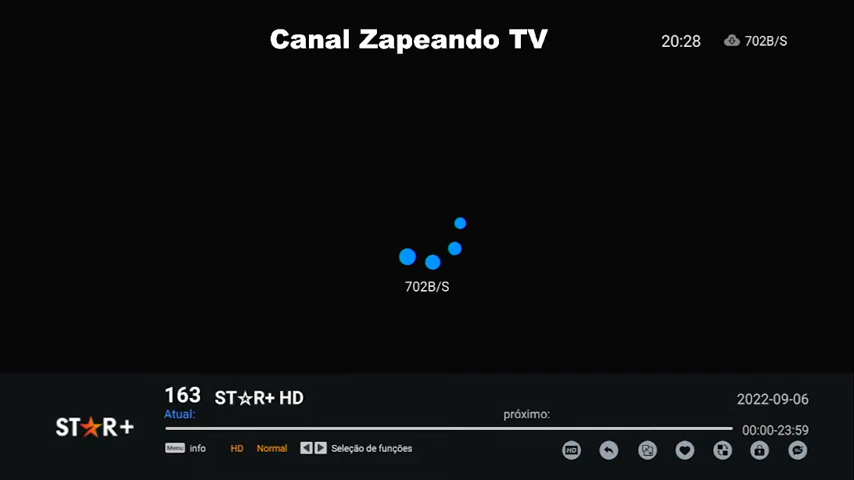 Canal Zapeando TV
20:28 702B/S
702B/S
163 ST☆R+ HD
2022-09-06
Atual: próximo:
ST★R+
00:00-23:59
Menu info HD Normal Seleção de funções
HD